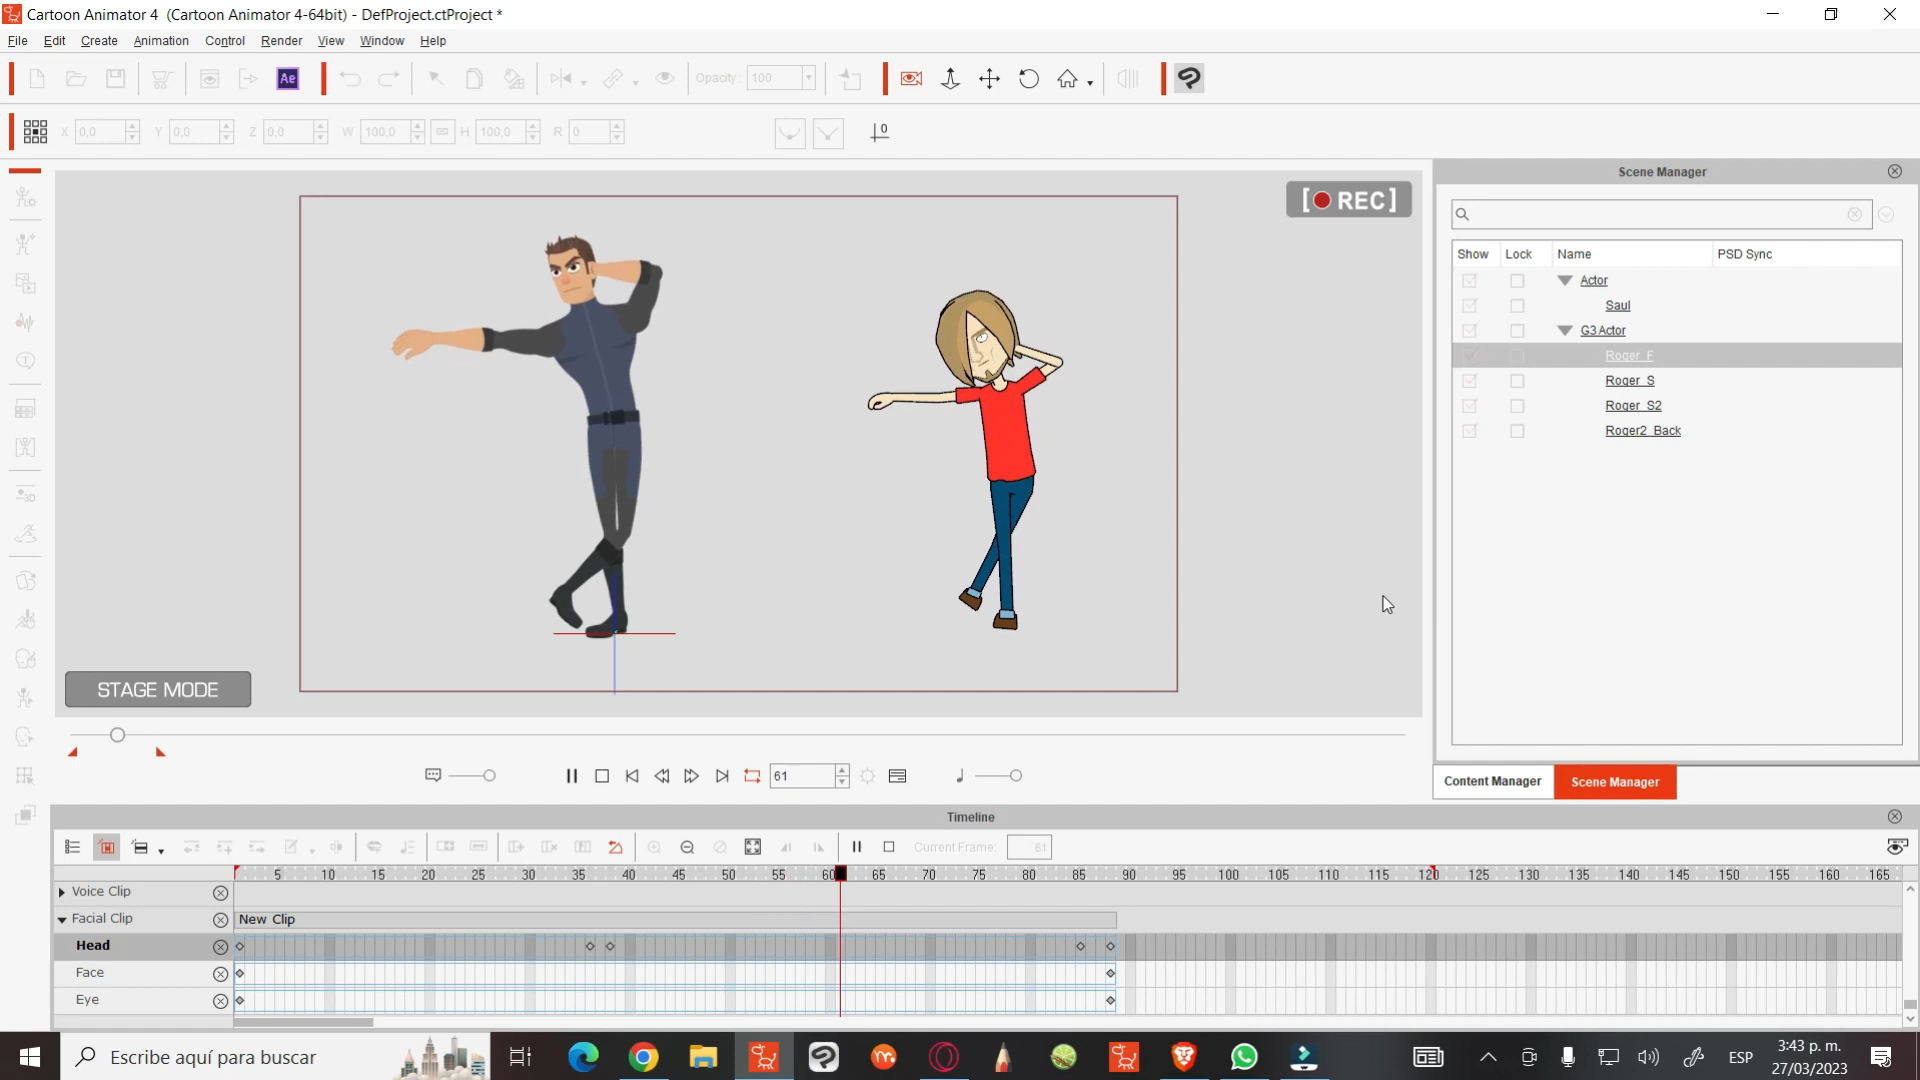 Cartoon Animator 4 (Cartoon Animator 4-64bit) - DefProject.ctProject *
File Edit Create Animation Control Render View Window Help
Ae
Opacity: 100
X 0,0 Y 0,0 Z 0,0 W 100,0 H 100,0 R 0
0
[ REC ]
STAGE MODE
Scene Manager
Show Lock Name PSD Sync
Actor
Saul
G3 Actor
Roger_F
Roger_S
Roger_S2
Roger2_Back
61
Content Manager Scene Manager
Timeline
Current Frame: 61
5 10 15 20 25 30 35 40 45 50 55 60 65 70 75 80 85 90 95 100 105 110 115 120 125 130 135 140 145 150 155 160 165
Voice Clip
Facial Clip New Clip
Head
Face
Eye
Escribe aquí para buscar
ESP
3:43 p. m.
27/03/2023